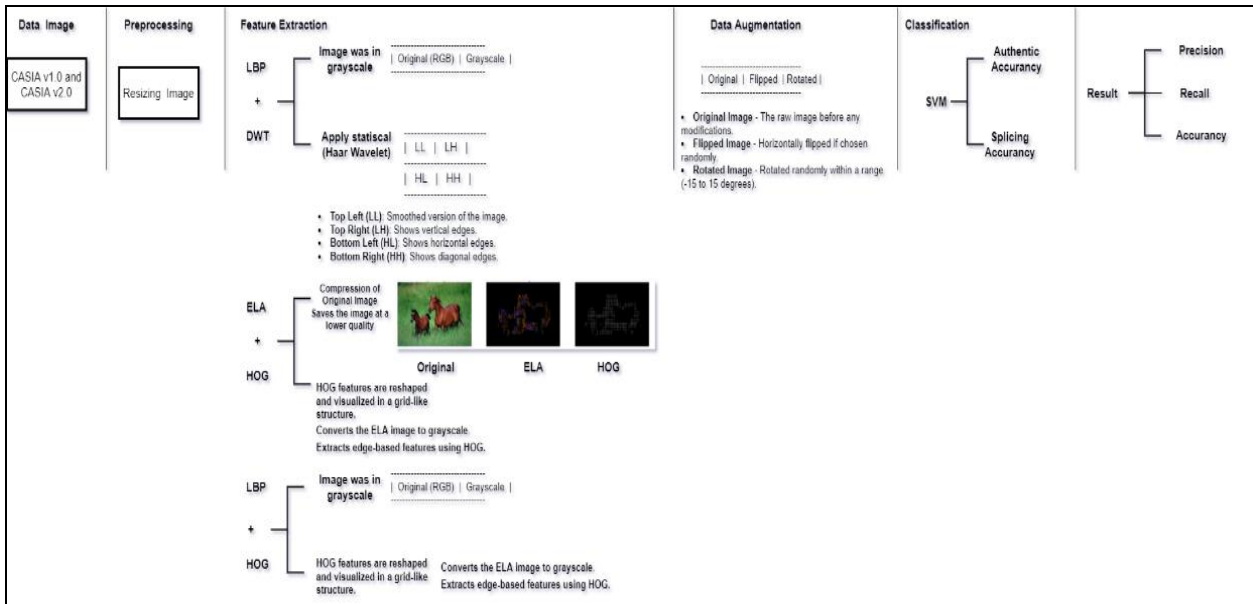 Data Image
CASIA v1.0 and
CASIA v2.0
Preprocessing
Resizing Image
Feature Extraction
LBP
+
DWT
Image was in
grayscale
| Original (RGB) | Grayscale |
Apply statiscal
(Haar Wavelet)
| LL | LH |
| HL | HH |
• Top Left (LL): Smoothed version of the image.
• Top Right (LH): Shows vertical edges.
• Bottom Left (HL): Shows horizontal edges.
• Bottom Right (HH): Shows diagonal edges.
ELA
+
HOG
Compression of
Original Image
Saves the image at a
lower quality
Original
ELA
HOG
HOG features are reshaped
and visualized in a grid-like
structure.
Converts the ELA image to grayscale.
Extracts edge-based features using HOG.
LBP
+
HOG
Image was in
grayscale
| Original (RGB) | Grayscale |
HOG features are reshaped
and visualized in a grid-like
structure.
Converts the ELA image to grayscale.
Extracts edge-based features using HOG.
Data Augmentation
| Original | Flipped | Rotated |
• Original Image - The raw image before any
modifications.
• Flipped Image - Horizontally flipped if chosen
randomly.
• Rotated Image - Rotated randomly within a range
(-15 to 15 degrees).
Classification
SVM
Authentic
Accurancy
Splicing
Accurancy
Result
Precision
Recall
Accurancy